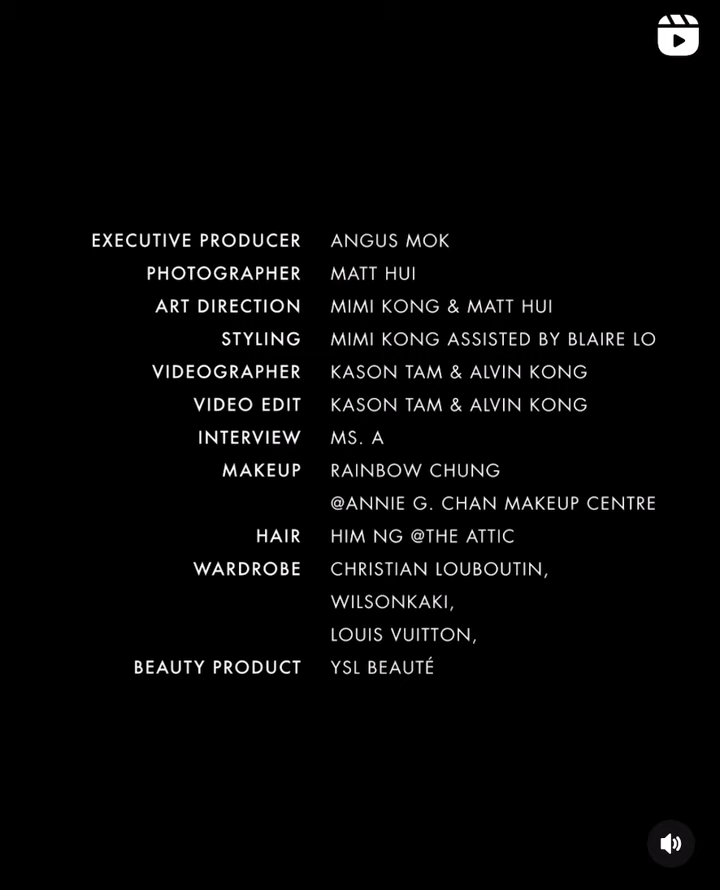 EXECUTIVE PRODUCER ANGUS MOK
PHOTOGRAPHER MATT HUI
ART DIRECTION MIMI KONG & MATT HUI
STYLING MIMI KONG ASSISTED BY BLAIRE LO
VIDEOGRAPHER KASON TAM & ALVIN KONG
VIDEO EDIT KASON TAM & ALVIN KONG
INTERVIEW MS. A
MAKEUP RAINBOW CHUNG
@ANNIE G. CHAN MAKEUP CENTRE
HAIR HIM NG @THE ATTIC
WARDROBE CHRISTIAN LOUBOUTIN,
WILSONKAKI,
LOUIS VUITTON,
BEAUTY PRODUCT YSL BEAUTÉ